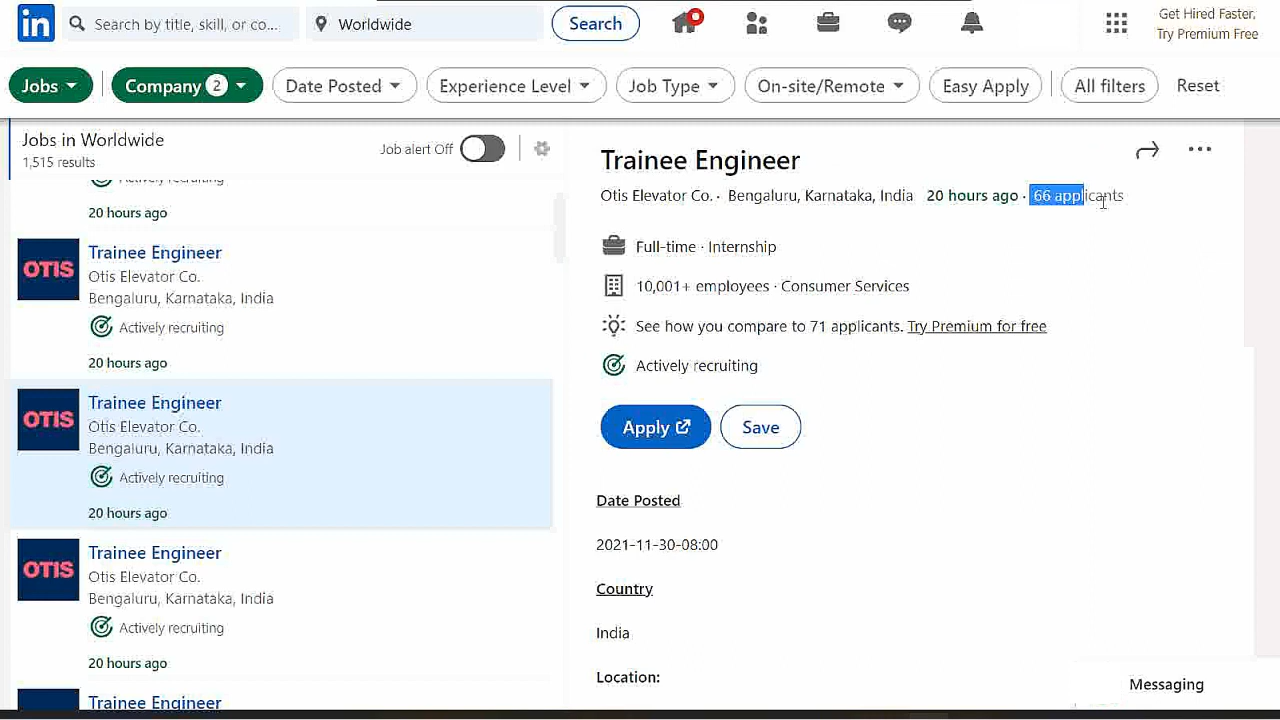 in
Search by title, skill, or co...
Worldwide
Search
Get Hired Faster,
Try Premium Free
Jobs
Company 2
Date Posted
Experience Level
Job Type
On-site/Remote
Easy Apply
All filters
Reset
Jobs in Worldwide
1,515 results
Job alert Off
Actively recruiting
20 hours ago
OTIS
Trainee Engineer
Otis Elevator Co.
Bengaluru, Karnataka, India
Actively recruiting
20 hours ago
OTIS
Trainee Engineer
Otis Elevator Co.
Bengaluru, Karnataka, India
Actively recruiting
20 hours ago
OTIS
Trainee Engineer
Otis Elevator Co.
Bengaluru, Karnataka, India
Actively recruiting
20 hours ago
Trainee Engineer
Trainee Engineer
Otis Elevator Co. · Bengaluru, Karnataka, India 20 hours ago · 66 applicants
Full-time · Internship
10,001+ employees · Consumer Services
See how you compare to 71 applicants. Try Premium for free
Actively recruiting
Apply
Save
Date Posted
2021-11-30-08:00
Country
India
Location:
Messaging